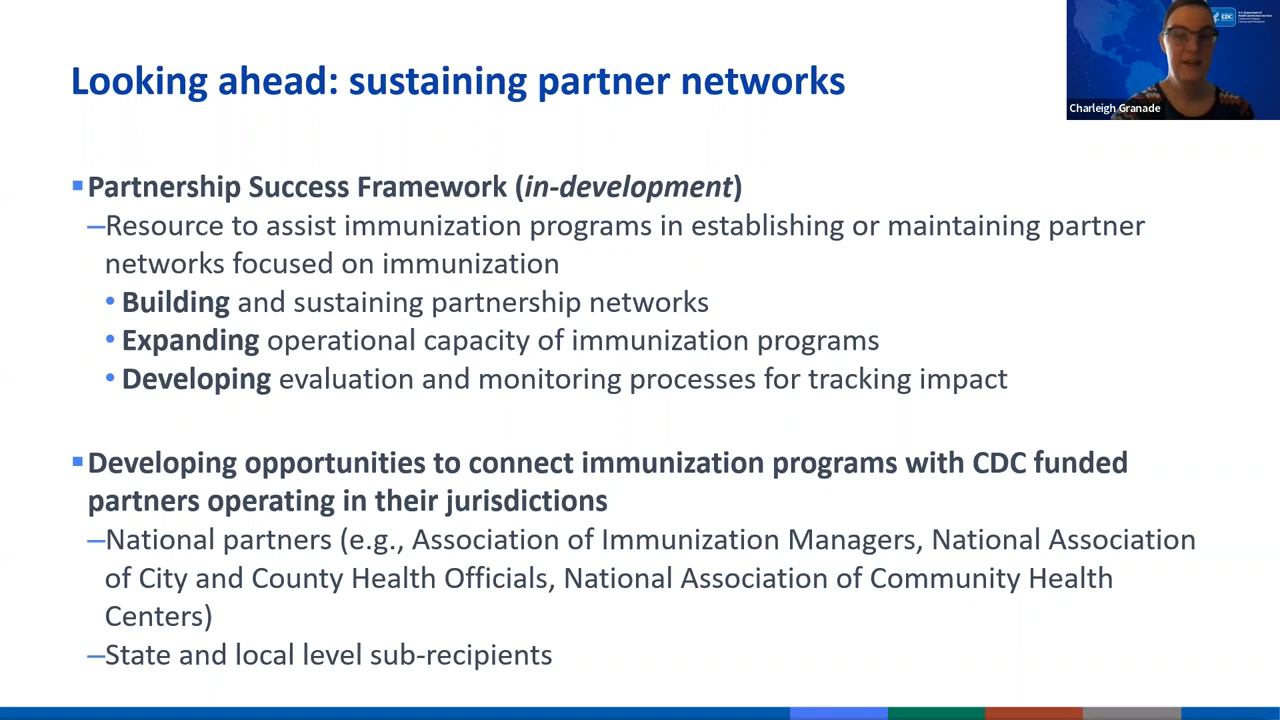 Looking ahead: sustaining partner networks
CDC
Charleigh Granade
▪Partnership Success Framework (in-development)
–Resource to assist immunization programs in establishing or maintaining partner
networks focused on immunization
• Building and sustaining partnership networks
• Expanding operational capacity of immunization programs
• Developing evaluation and monitoring processes for tracking impact
▪Developing opportunities to connect immunization programs with CDC funded
partners operating in their jurisdictions
–National partners (e.g., Association of Immunization Managers, National Association
of City and County Health Officials, National Association of Community Health
Centers)
–State and local level sub-recipients